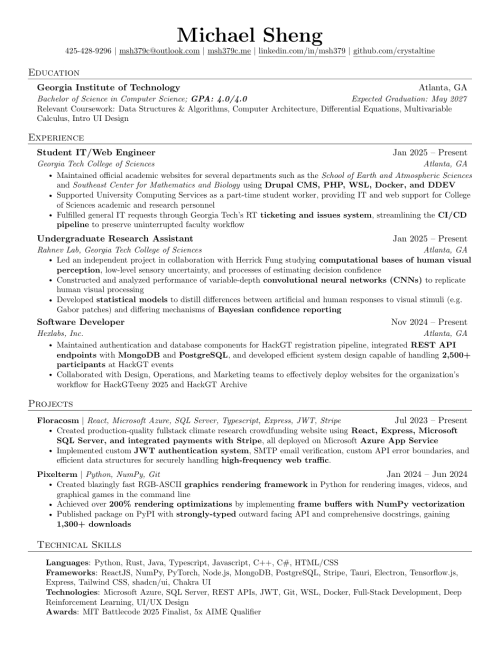 Michael Sheng
425-428-9296 | msh379c@outlook.com | msh379c.me | linkedin.com/in/msh379 | github.com/crystaltine
Education
Georgia Institute of Technology Atlanta, GA
Bachelor of Science in Computer Science; GPA: 4.0/4.0 Expected Graduation: May 2027
Relevant Coursework: Data Structures & Algorithms, Computer Architecture, Differential Equations, Multivariable
Calculus, Intro UI Design
Experience
Student IT/Web Engineer Jan 2025 – Present
Georgia Tech College of Sciences Atlanta, GA
• Maintained official academic websites for several departments such as the School of Earth and Atmospheric Sciences
and Southeast Center for Mathematics and Biology using Drupal CMS, PHP, WSL, Docker, and DDEV
• Supported University Computing Services as a part-time student worker, providing IT and web support for College
of Sciences academic and research personnel
• Fulfilled general IT requests through Georgia Tech's RT ticketing and issues system, streamlining the CI/CD
pipeline to preserve uninterrupted faculty workflow
Undergraduate Research Assistant Jan 2025 – Present
Rahnev Lab, Georgia Tech College of Sciences Atlanta, GA
• Led an independent project in collaboration with Herrick Fung studying computational bases of human visual
perception, low-level sensory uncertainty, and processes of estimating decision confidence
• Constructed and analyzed performance of variable-depth convolutional neural networks (CNNs) to replicate
human visual processing
• Developed statistical models to distill differences between artificial and human responses to visual stimuli (e.g.
Gabor patches) and differing mechanisms of Bayesian confidence reporting
Software Developer Nov 2024 – Present
Hexlabs, Inc. Atlanta, GA
• Maintained authentication and database components for HackGT registration pipeline, integrated REST API
endpoints with MongoDB and PostgreSQL, and developed efficient system design capable of handling 2,500+
participants at HackGT events
• Collaborated with Design, Operations, and Marketing teams to effectively deploy websites for the organization's
workflow for HackGTeeny 2025 and HackGT Archive
Projects
Floracosm | React, Microsoft Azure, SQL Server, Typescript, Express, JWT, Stripe Jul 2023 – Present
• Created production-quality fullstack climate research crowdfunding website using React, Express, Microsoft
SQL Server, and integrated payments with Stripe, all deployed on Microsoft Azure App Service
• Implemented custom JWT authentication system, SMTP email verification, custom API error boundaries, and
efficient data structures for securely handling high-frequency web traffic.
Pixelterm | Python, NumPy, Git Jan 2024 – Jun 2024
• Created blazingly fast RGB-ASCII graphics rendering framework in Python for rendering images, videos, and
graphical games in the command line
• Achieved over 200% rendering optimizations by implementing frame buffers with NumPy vectorization
• Published package on PyPI with strongly-typed outward facing API and comprehensive docstrings, gaining
1,300+ downloads
Technical Skills
Languages: Python, Rust, Java, Typescript, Javascript, C++, C#, HTML/CSS
Frameworks: ReactJS, NumPy, PyTorch, Node.js, MongoDB, PostgreSQL, Stripe, Tauri, Electron, Tensorflow.js,
Express, Tailwind CSS, shadcn/ui, Chakra UI
Technologies: Microsoft Azure, SQL Server, REST APIs, JWT, Git, WSL, Docker, Full-Stack Development, Deep
Reinforcement Learning, UI/UX Design
Awards: MIT Battlecode 2025 Finalist, 5x AIME Qualifier